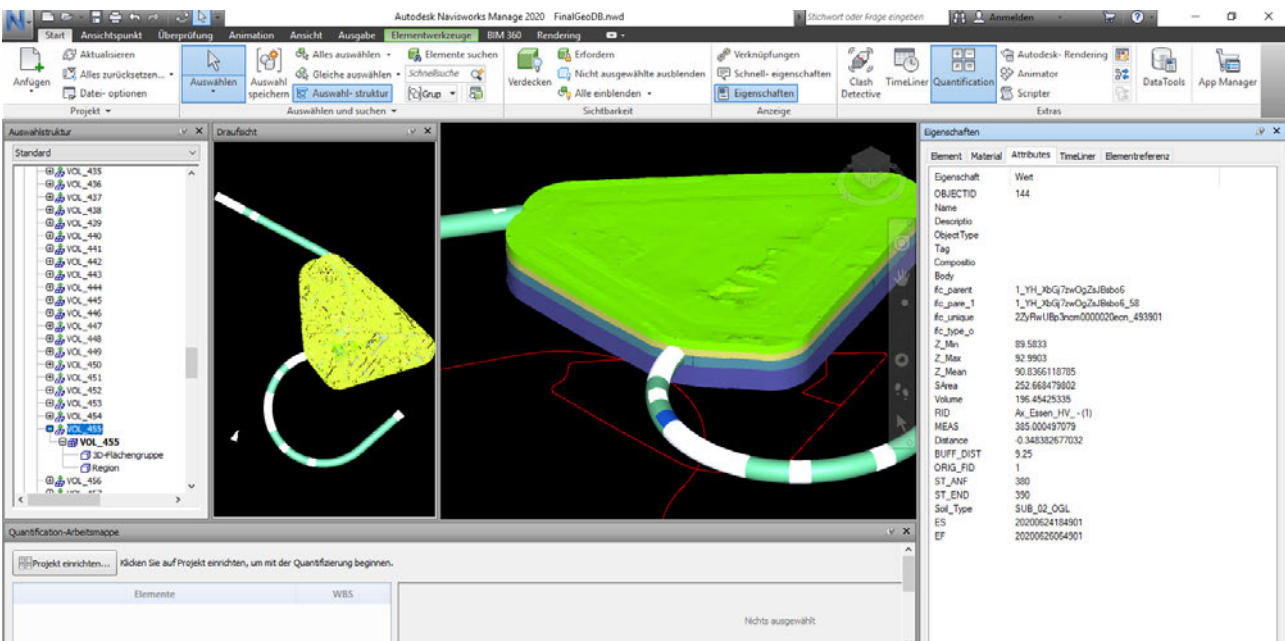 Autodesk Navisworks Manage 2020 FinalGeoDB.nwd
Stichwort oder Frage eingeben
Anmelden
Start Ansichtspunkt Überprüfung Animation Ansicht Ausgabe Elementwerkzeuge BIM 360 Rendering
Anfügen
Aktualisieren
Alles zurücksetzen...
Datei- optionen
Projekt
Auswählen
Auswahl speichern
Alles auswählen
Gleiche auswählen
Auswahl- struktur
Elemente suchen
Schnellsuche
Grup
Auswählen und suchen
Verdecken
Erfordern
Nicht ausgewählte ausblenden
Alle einblenden
Sichtbarkeit
Verknüpfungen
Schnell- eigenschaften
Eigenschaften
Anzeige
Clash Detective
TimeLiner
Quantification
Autodesk- Rendering
Animator
Scripter
DataTools
App Manager
Extras
Auswahlstruktur
Standard
VOL_435
VOL_436
VOL_437
VOL_438
VOL_439
VOL_440
VOL_441
VOL_442
VOL_443
VOL_444
VOL_445
VOL_446
VOL_447
VOL_448
VOL_449
VOL_450
VOL_451
VOL_452
VOL_453
VOL_454
VOL_455
VOL_455
3D-Flächengruppe
Region
VOL_456
Draufsicht
Eigenschaften
Element Material Attributes TimeLiner Elementreferenz
Eigenschaft Wert
OBJECTID 144
Name
Descriptio
ObjectType
Tag
Compositio
Body
ifc_parent 1_YH_XbGj7zwOgZsJBsbo6
ifc_pare_1 1_YH_XbGj7zwOgZsJBsbo6_58
ifc_unique 2ZyRwUBp3ncm0000020ecn_493901
ifc_type_o
Z_Min 89.5833
Z_Max 92.9903
Z_Mean 90.8366118785
SArea 252.668479802
Volume 196.45425335
RID Ax_Essen_HV_-(1)
MEAS 385.000497079
Distance -0.348382677032
BUFF_DIST 9.25
ORIG_FID 1
ST_ANF 380
ST_END 390
Soil_Type SUB_02_OGL
ES 20200624184901
EF 20200626064901
Quantification-Arbeitsmappe
Projekt einrichten... Klicken Sie auf Projekt einrichten, um mit der Quantifizierung beginnen.
Elemente WBS
Nichts ausgewählt